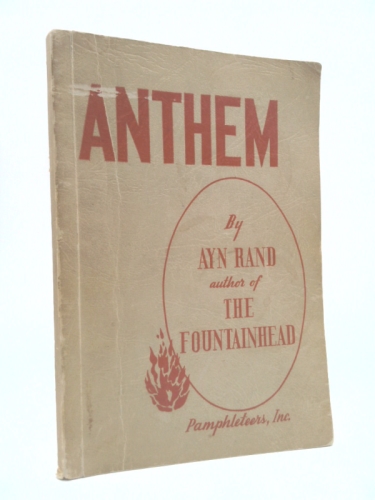 ANTHEM
By
AYN RAND
author of
THE
FOUNTAINHEAD
Pamphleteers, Inc.